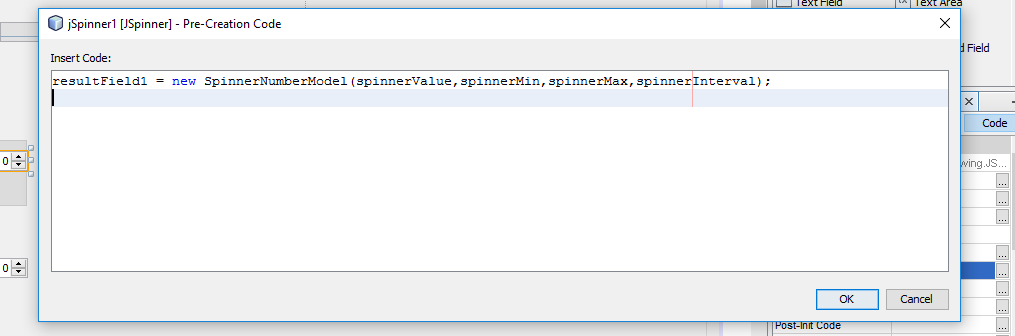 Text Field
Text Area
jSpinner1 [JSpinner] - Pre-Creation Code
Insert Code:
d Field
resultField1 = new SpinnerNumberModel(spinnerValue,spinnerMin,spinnerMax,spinnerInterval);
Code
0
wing.JS...
...
...
...
...
0
...
...
...
OK
Cancel
Post-Init Code
...